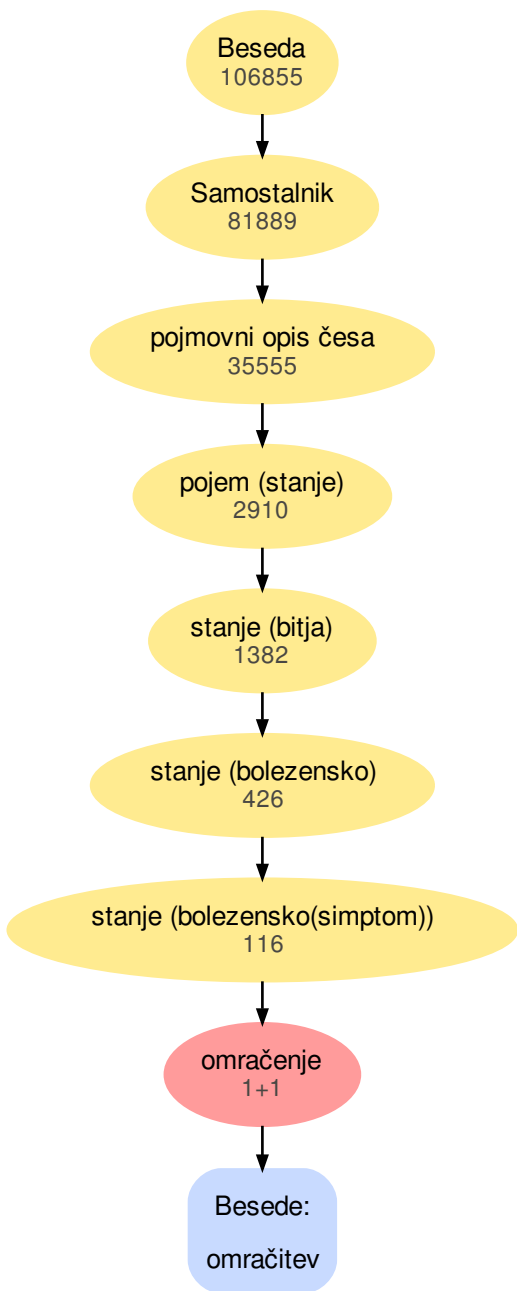 Beseda
106855
Samostalnik
81889
pojmovni opis česa
35555
pojem (stanje)
2910
stanje (bitja)
1382
stanje (bolezensko)
426
stanje (bolezensko(simptom))
116
omračenje
1+1
Besede:
omračitev